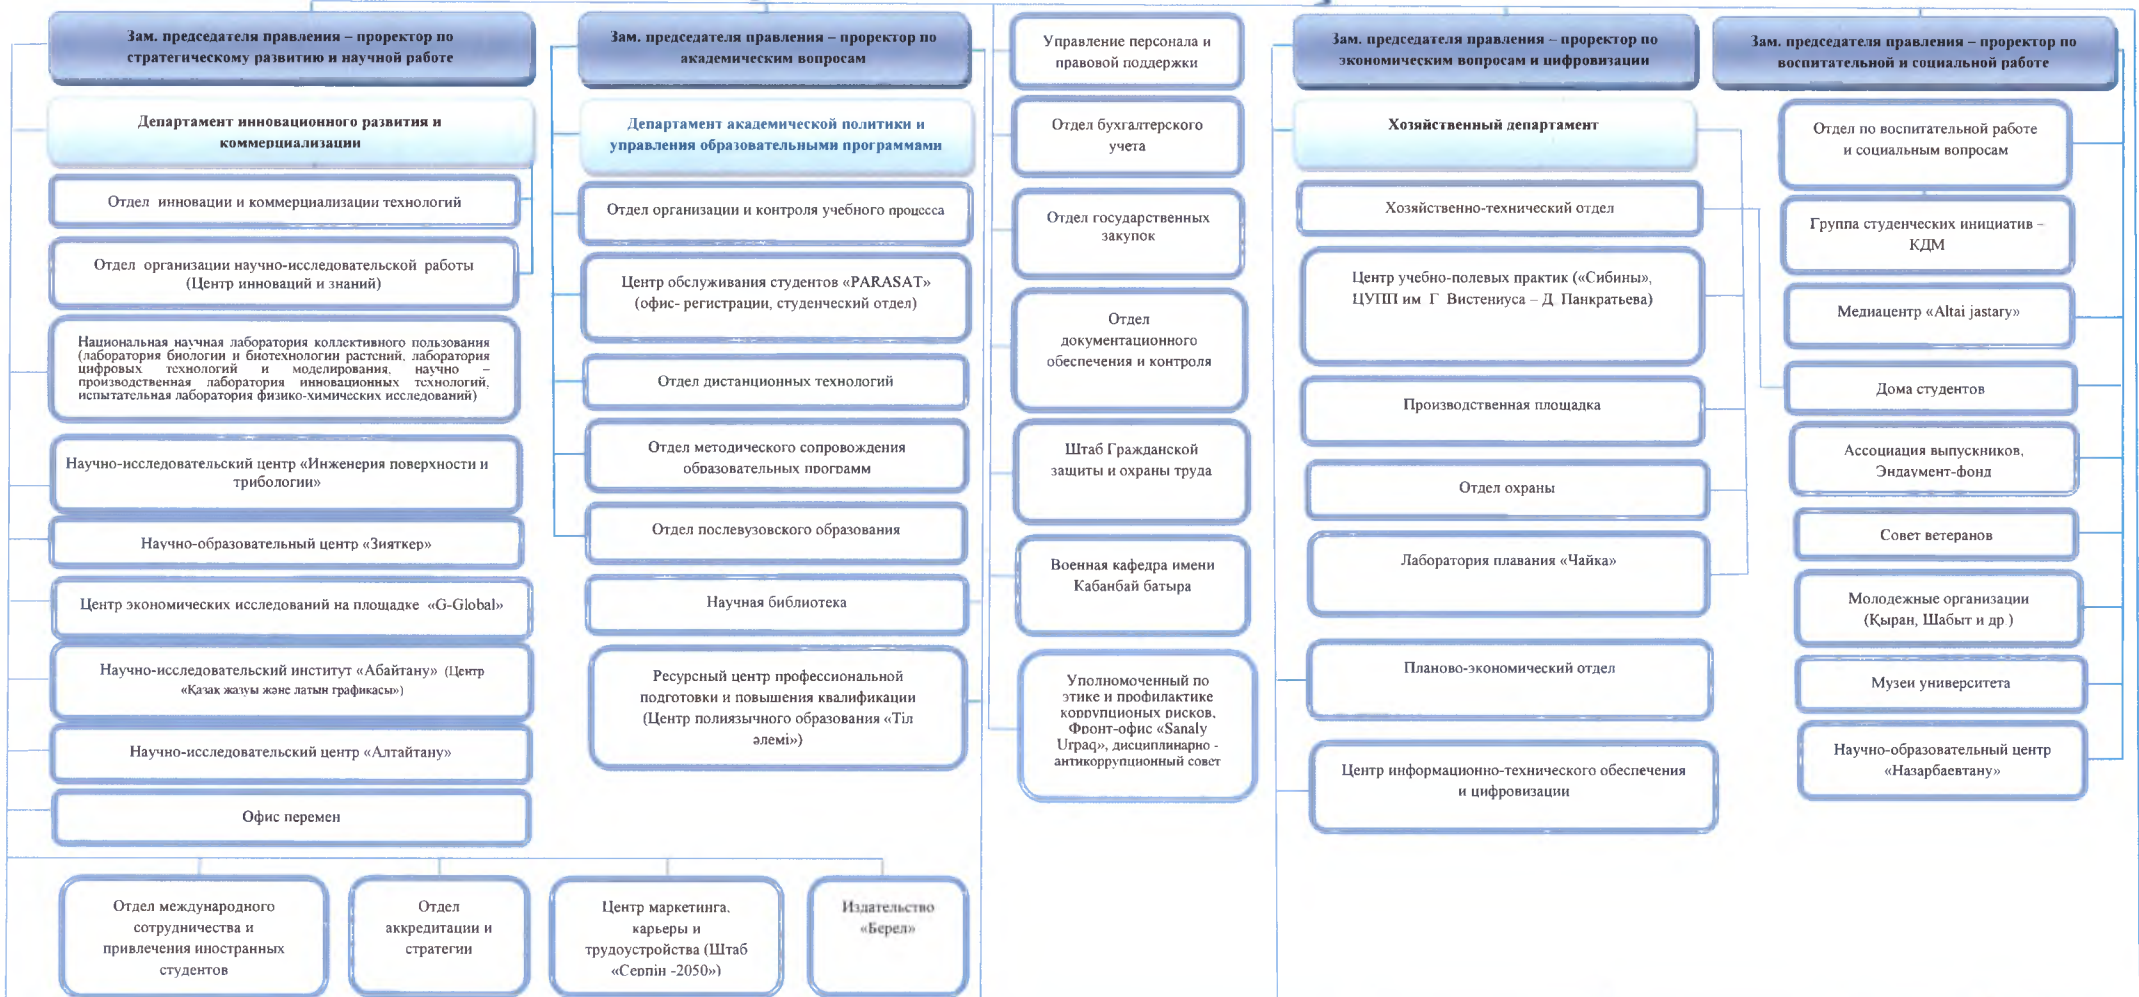 Зам. председателя правления – проректор по
стратегическому развитию и научной работе
Департамент инновационного развития и
коммерциализации
Отдел инновации и коммерциализации технологий
Отдел организации научно-исследовательской работы
(Центр инноваций и знаний)
Национальная научная лаборатория коллективного пользования
(лаборатория биологии и биотехнологии растений, лаборатория
цифровых технологий и моделирования, научно –
производственная лаборатория инновационных технологий,
испытательная лаборатория физико-химических исследований)
Научно-исследовательский центр «Инженерия поверхности и
трибологии»
Научно-образовательный центр «Зияткер»
Центр экономических исследований на площадке «G-Global»
Научно-исследовательский институт «Абайтану» (Центр
«Қазақ жазуы және латын графикасы»)
Научно-исследовательский центр «Алтайтану»
Офис перемен
Зам. председателя правления – проректор по
академическим вопросам
Департамент академической политики и
управления образовательными программами
Отдел организации и контроля учебного процесса
Центр обслуживания студентов «PARASAT»
(офис- регистрации, студенческий отдел)
Отдел дистанционных технологий
Отдел методического сопровождения
образовательных программ
Отдел послевузовского образования
Научная библиотека
Ресурсный центр профессиональной
подготовки и повышения квалификации
(Центр полиязычного образования «Тіл
әлемі»)
Управление персонала и
правовой поддержки
Отдел бухгалтерского
учета
Отдел государственных
закупок
Отдел
документационного
обеспечения и контроля
Штаб Гражданской
защиты и охраны труда
Военная кафедра имени
Кабанбай батыра
Уполномоченный по
этике и профилактике
коррупционых рисков,
Фронт-офис «Sanaly
Urpaq», дисциплинарно -
антикоррупционный совет
Зам. председателя правления – проректор по
экономическим вопросам и цифровизации
Хозяйственный департамент
Хозяйственно-технический отдел
Центр учебно-полевых практик («Сибины»,
ЦУПП им Г Вистениуса – Д Панкратьева)
Производственная площадка
Отдел охраны
Лаборатория плавания «Чайка»
Планово-экономический отдел
Центр информационно-технического обеспечения
и цифровизации
Зам. председателя правления – проректор по
воспитательной и социальной работе
Отдел по воспитательной работе
и социальным вопросам
Группа студенческих инициатив –
КДМ
Медиацентр «Altai jastary»
Дома студентов
Ассоциация выпускников,
Эндаумент-фонд
Совет ветеранов
Молодежные организации
(Қыран, Шабыт и др )
Музеи университета
Научно-образовательный центр
«Назарбаевтану»
Отдел международного
сотрудничества и
привлечения иностранных
студентов
Отдел
аккредитации и
стратегии
Центр маркетинга,
карьеры и
трудоустройства (Штаб
«Серпін -2050»)
Издательство
«Берел»